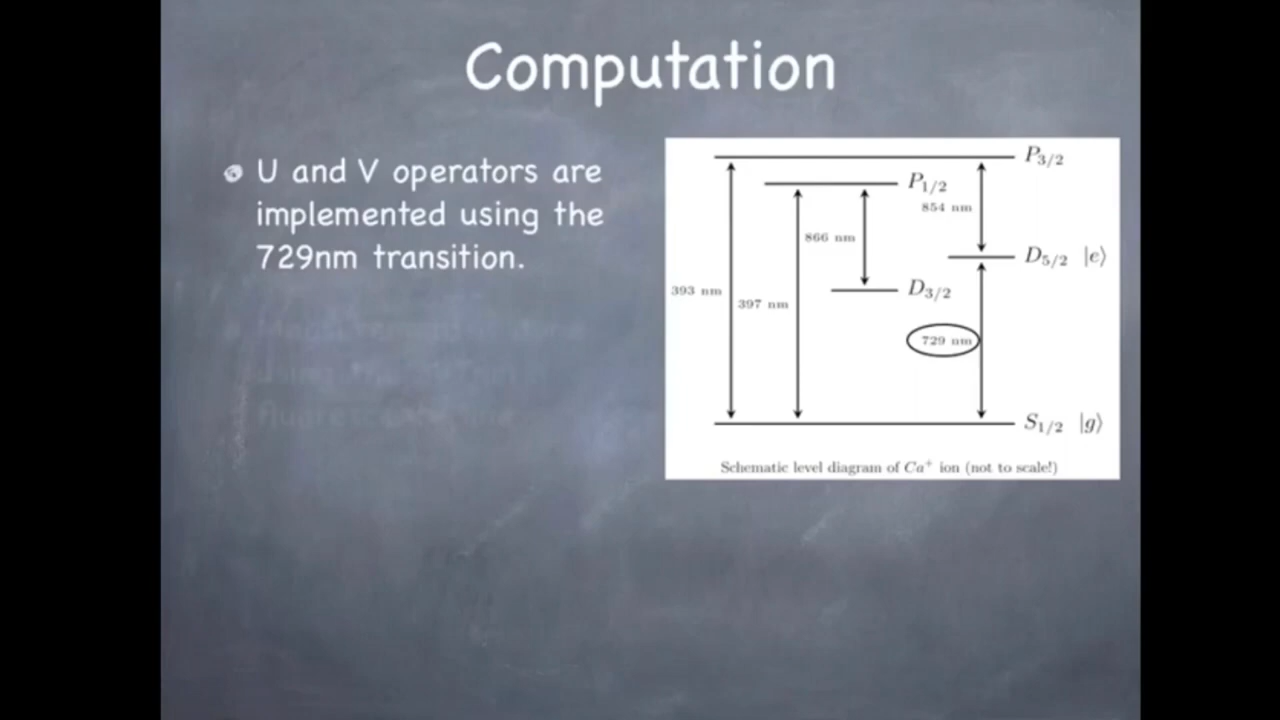 Computation
U and V operators are
implemented using the
729nm transition.
P3/2
P1/2
854 nm
866 nm
D5/2 |e⟩
393 nm
397 nm
D3/2
729 nm
S1/2 |g⟩
Schematic level diagram of Ca+ ion (not to scale!)